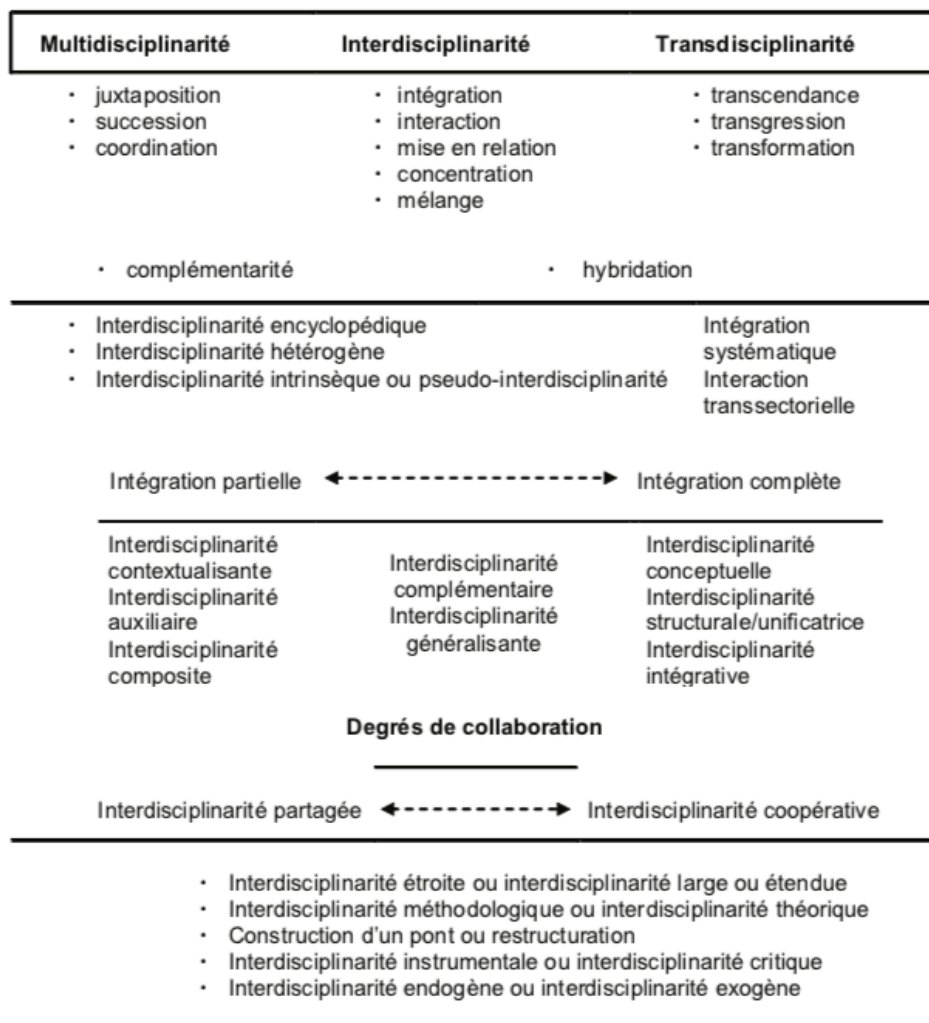 Multidisciplinarité Interdisciplinarité Transdisciplinarité
· juxtaposition · intégration · transcendance
· succession · interaction · transgression
· coordination · mise en relation · transformation
· concentration
· mélange
· complémentarité · hybridation
· Interdisciplinarité encyclopédique Intégration
· Interdisciplinarité hétérogène systématique
· Interdisciplinarité intrinsèque ou pseudo-interdisciplinarité Interaction
transsectorielle
Intégration partielle Intégration complète
Interdisciplinarité
contextualisante
Interdisciplinarité
auxiliaire
Interdisciplinarité
composite
Interdisciplinarité
complémentaire
Interdisciplinarité
généralisante
Interdisciplinarité
conceptuelle
Interdisciplinarité
structurale/unificatrice
Interdisciplinarité
intégrative
Degrés de collaboration
Interdisciplinarité partagée Interdisciplinarité coopérative
· Interdisciplinarité étroite ou interdisciplinarité large ou étendue
· Interdisciplinarité méthodologique ou interdisciplinarité théorique
· Construction d'un pont ou restructuration
· Interdisciplinarité instrumentale ou interdisciplinarité critique
· Interdisciplinarité endogène ou interdisciplinarité exogène